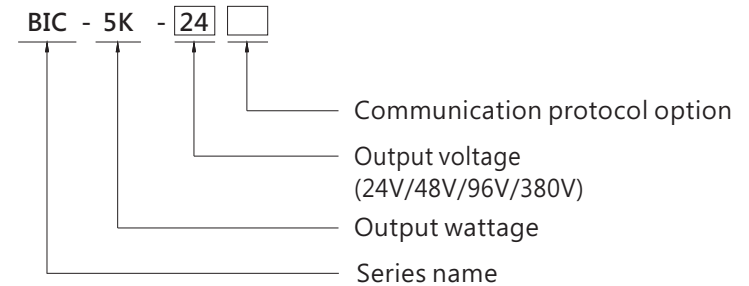 BIC - 5K - 24
Communication protocol option
Output voltage
(24V/48V/96V/380V)
Output wattage
Series name